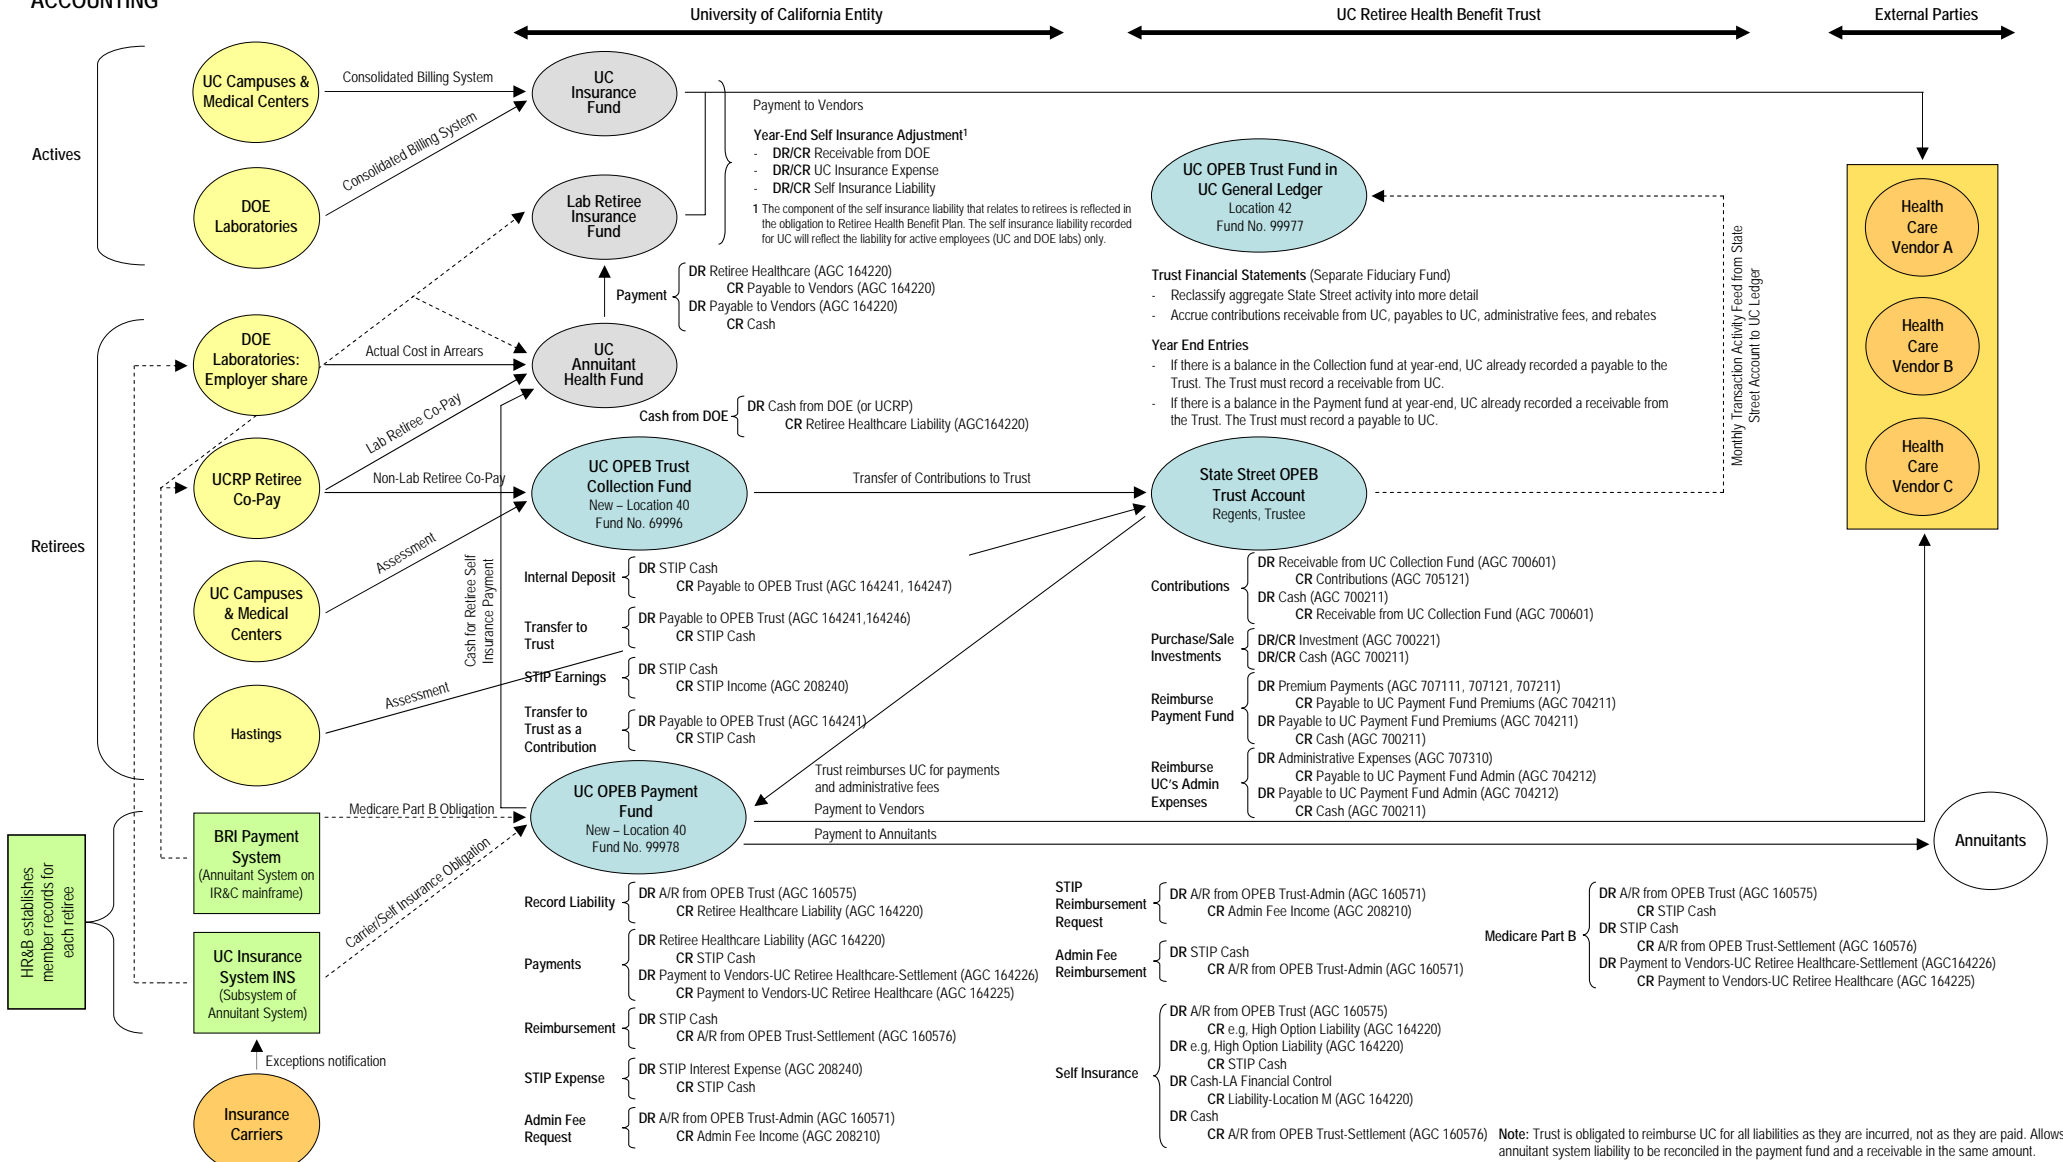 ACCOUNTING
University of California Entity
UC Retiree Health Benefit Trust
External Parties
Actives
UC Campuses &
Medical Centers
Consolidated Billing System
UC
Insurance
Fund
DOE
Laboratories
Consolidated Billing System
Lab Retiree
Insurance
Fund
Payment to Vendors
Year-End Self Insurance Adjustment1
- DR/CR Receivable from DOE
- DR/CR UC Insurance Expense
- DR/CR Self Insurance Liability
1 The component of the self insurance liability that relates to retirees is reflected in
the obligation to Retiree Health Benefit Plan. The self insurance liability recorded
for UC will reflect the liability for active employees (UC and DOE labs) only.
UC OPEB Trust Fund in
UC General Ledger
Location 42
Fund No. 99977
Health
Care
Vendor A
Health
Care
Vendor B
Health
Care
Vendor C
Payment
DR Retiree Healthcare (AGC 164220)
CR Payable to Vendors (AGC 164220)
DR Payable to Vendors (AGC 164220)
CR Cash
Trust Financial Statements (Separate Fiduciary Fund)
- Reclassify aggregate State Street activity into more detail
- Accrue contributions receivable from UC, payables to UC, administrative fees, and rebates
Year End Entries
- If there is a balance in the Collection fund at year-end, UC already recorded a payable to the
Trust. The Trust must record a receivable from UC.
- If there is a balance in the Payment fund at year-end, UC already recorded a receivable from
the Trust. The Trust must record a payable to UC.
Monthly Transaction Activity Feed from State
Street Account to UC Ledger
Retirees
DOE
Laboratories:
Employer share
Actual Cost in Arrears
UC
Annuitant
Health Fund
Cash from DOE
DR Cash from DOE (or UCRP)
CR Retiree Healthcare Liability (AGC164220)
Lab Retiree Co-Pay
UCRP Retiree
Co-Pay
Non-Lab Retiree Co-Pay
UC OPEB Trust
Collection Fund
New – Location 40
Fund No. 69996
Transfer of Contributions to Trust
State Street OPEB
Trust Account
Regents, Trustee
Assessment
UC Campuses
& Medical
Centers
Cash for Retiree Self
Insurance Payment
Internal Deposit
DR STIP Cash
CR Payable to OPEB Trust (AGC 164241, 164247)
Transfer to
Trust
DR Payable to OPEB Trust (AGC 164241,164246)
CR STIP Cash
STIP Earnings
DR STIP Cash
CR STIP Income (AGC 208240)
Transfer to
Trust as a
Contribution
DR Payable to OPEB Trust (AGC 164241)
CR STIP Cash
Assessment
Hastings
Contributions
DR Receivable from UC Collection Fund (AGC 700601)
CR Contributions (AGC 705121)
DR Cash (AGC 700211)
CR Receivable from UC Collection Fund (AGC 700601)
Purchase/Sale
Investments
DR/CR Investment (AGC 700221)
DR/CR Cash (AGC 700211)
Reimburse
Payment Fund
DR Premium Payments (AGC 707111, 707121, 707211)
CR Payable to UC Payment Fund Premiums (AGC 704211)
DR Payable to UC Payment Fund Premiums (AGC 704211)
CR Cash (AGC 700211)
Reimburse
UC's Admin
Expenses
DR Administrative Expenses (AGC 707310)
CR Payable to UC Payment Fund Admin (AGC 704212)
DR Payable to UC Payment Fund Admin (AGC 704212)
CR Cash (AGC 700211)
Trust reimburses UC for payments
and administrative fees
Payment to Vendors
Payment to Annuitants
Annuitants
UC OPEB Payment
Fund
New – Location 40
Fund No. 99978
Medicare Part B Obligation
Carrier/Self Insurance Obligation
HR&B establishes
member records for
each retiree
BRI Payment
System
(Annuitant System on
IR&C mainframe)
UC Insurance
System INS
(Subsystem of
Annuitant System)
Exceptions notification
Insurance
Carriers
Record Liability
DR A/R from OPEB Trust (AGC 160575)
CR Retiree Healthcare Liability (AGC 164220)
Payments
DR Retiree Healthcare Liability (AGC 164220)
CR STIP Cash
DR Payment to Vendors-UC Retiree Healthcare-Settlement (AGC 164226)
CR Payment to Vendors-UC Retiree Healthcare (AGC 164225)
Reimbursement
DR STIP Cash
CR A/R from OPEB Trust-Settlement (AGC 160576)
STIP Expense
DR STIP Interest Expense (AGC 208240)
CR STIP Cash
Admin Fee
Request
DR A/R from OPEB Trust-Admin (AGC 160571)
CR Admin Fee Income (AGC 208210)
STIP
Reimbursement
Request
DR A/R from OPEB Trust-Admin (AGC 160571)
CR Admin Fee Income (AGC 208210)
Admin Fee
Reimbursement
DR STIP Cash
CR A/R from OPEB Trust-Admin (AGC 160571)
Self Insurance
DR A/R from OPEB Trust (AGC 160575)
CR e.g, High Option Liability (AGC 164220)
DR e.g, High Option Liability (AGC 164220)
CR STIP Cash
DR Cash-LA Financial Control
CR Liability-Location M (AGC 164220)
DR Cash
CR A/R from OPEB Trust-Settlement (AGC 160576)
Medicare Part B
DR A/R from OPEB Trust (AGC 160575)
CR STIP Cash
DR STIP Cash
CR A/R from OPEB Trust-Settlement (AGC 160576)
DR Payment to Vendors-UC Retiree Healthcare-Settlement (AGC164226)
CR Payment to Vendors-UC Retiree Healthcare (AGC 164225)
Note: Trust is obligated to reimburse UC for all liabilities as they are incurred, not as they are paid. Allows
annuitant system liability to be reconciled in the payment fund and a receivable in the same amount.